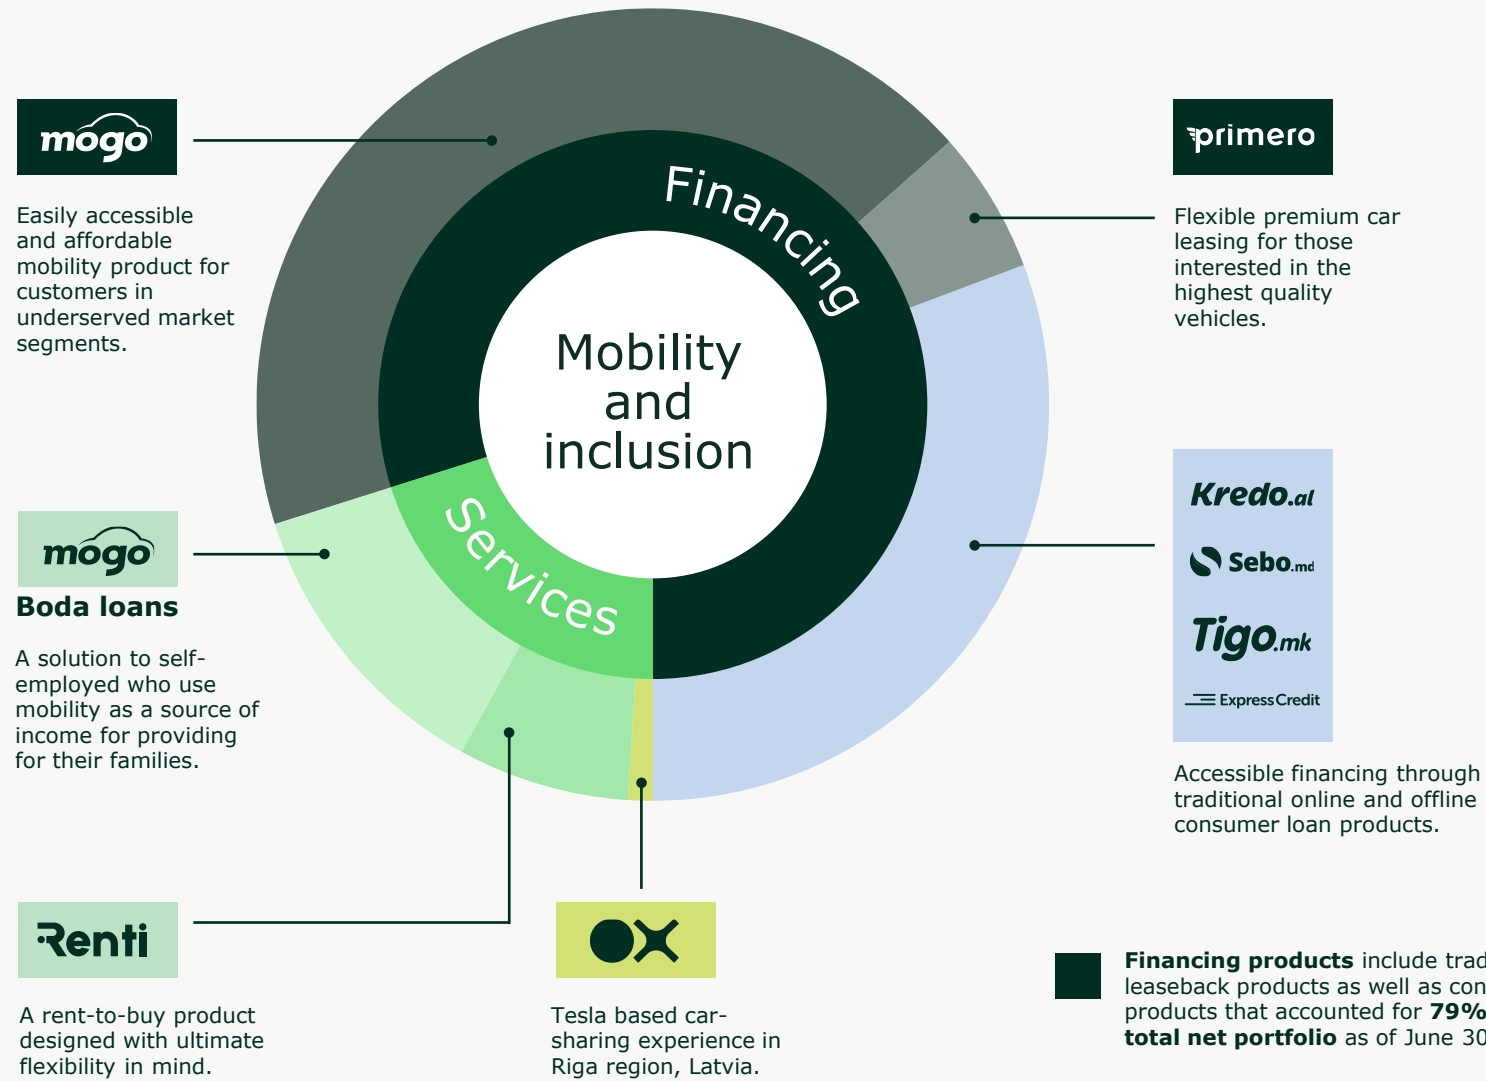 mogo
Easily accessible
and affordable
mobility product for
customers in
underserved market
segments.
Financing
Mobility
and
inclusion
Services
primero
Flexible premium car
leasing for those
interested in the
highest quality
vehicles.
mogo
Boda loans
A solution to self-
employed who use
mobility as a source of
income for providing
for their families.
Kredo.al
Sebo.md
Tigo.mk
ExpressCredit
Accessible financing through
traditional online and offline
consumer loan products.
Renti
A rent-to-buy product
designed with ultimate
flexibility in mind.
OX
Tesla based car-
sharing experience in
Riga region, Latvia.
Financing products include
leaseback products as well as
products that accounted for 79%
total net portfolio as of June 30